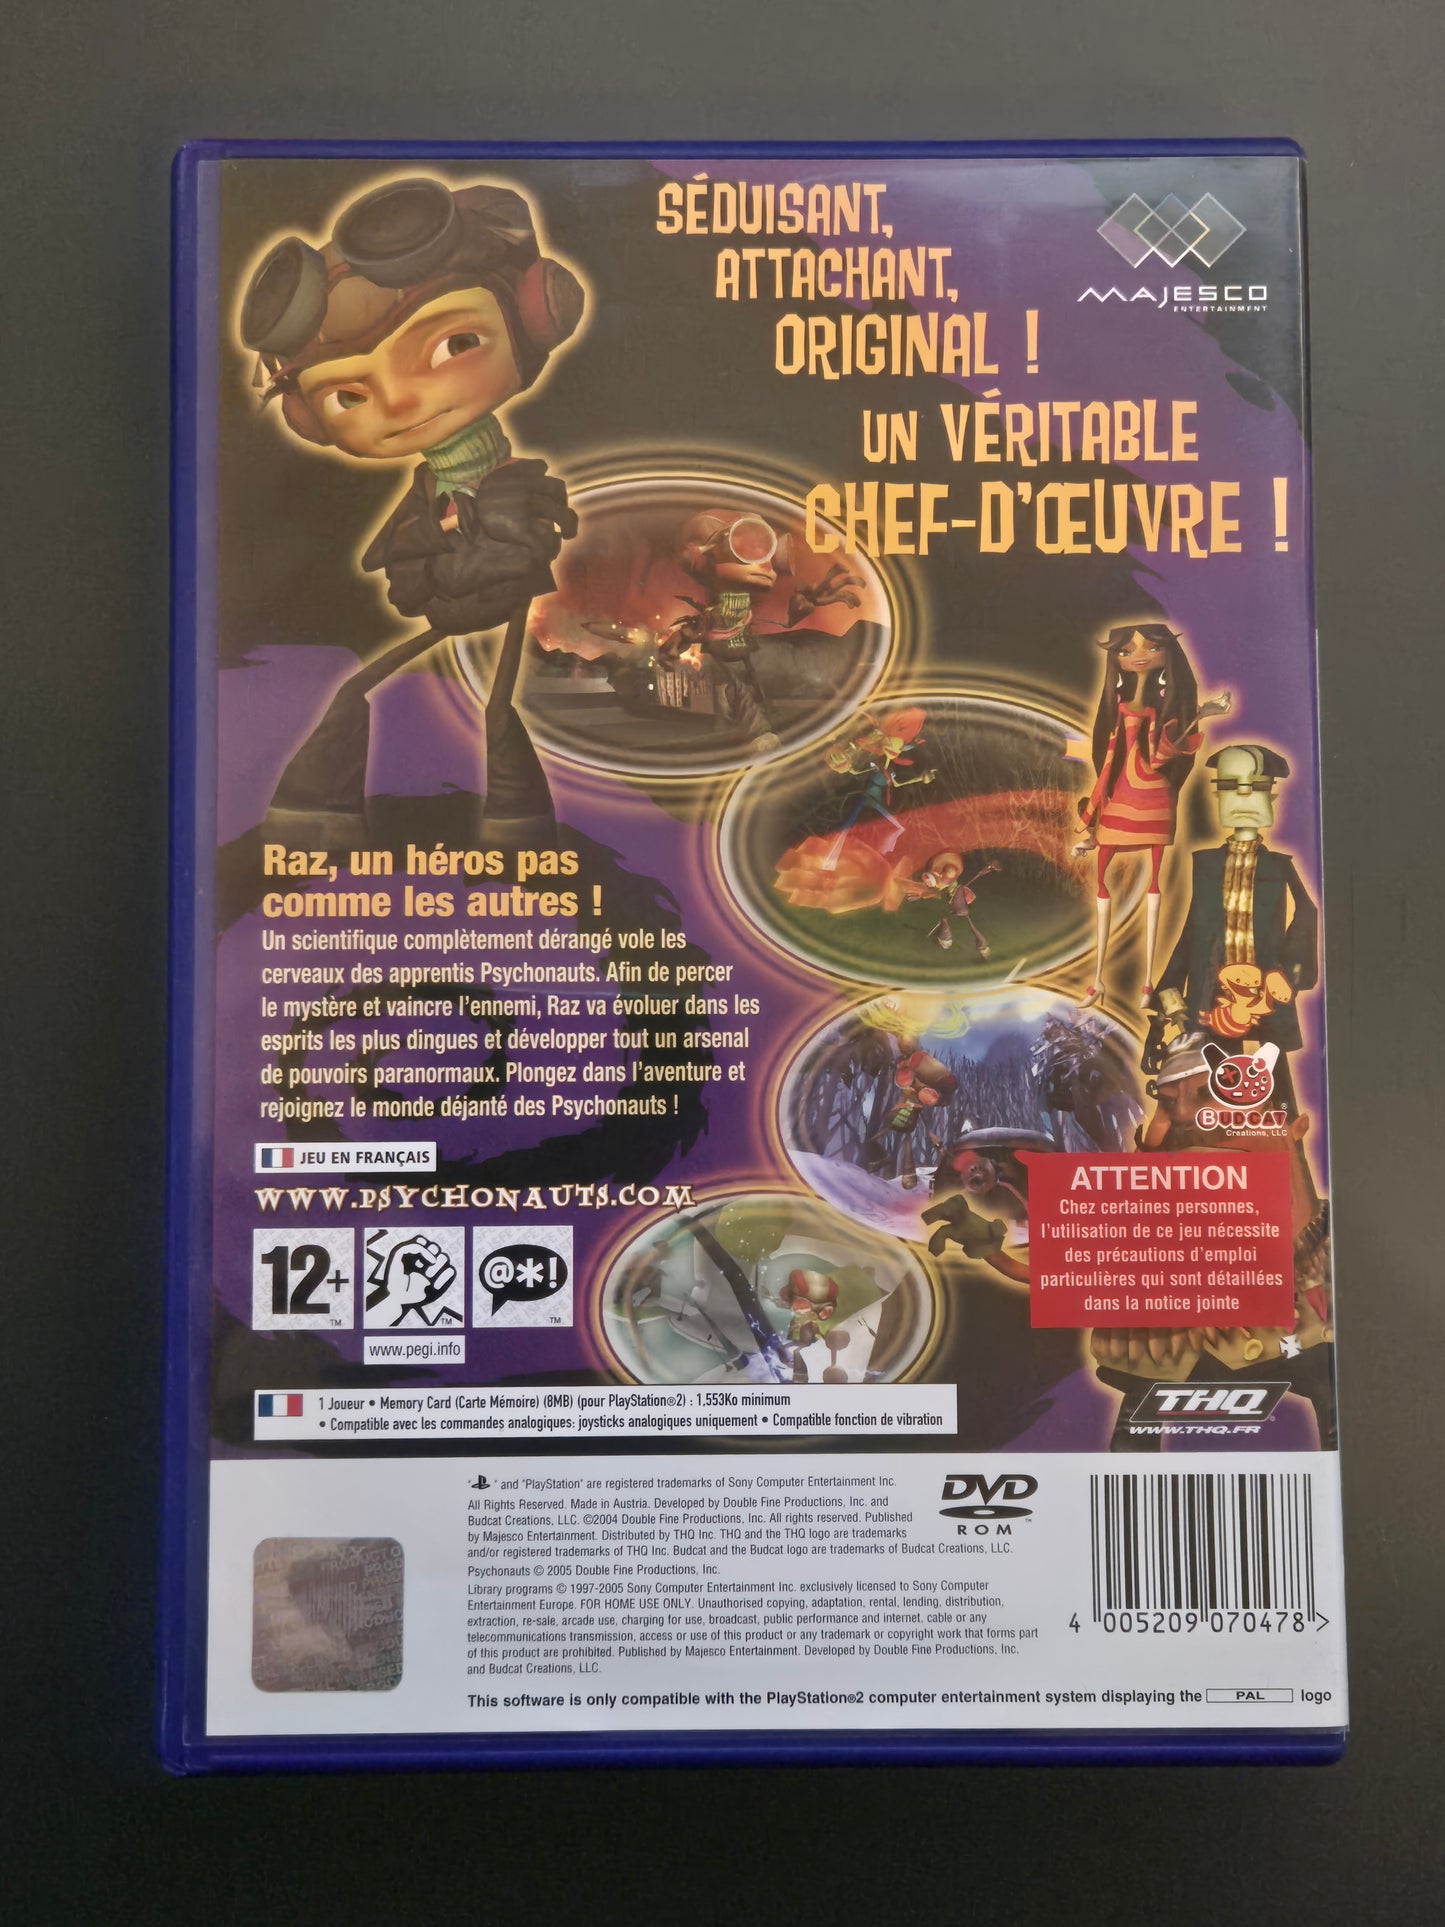 SÉDUISANT,
ATTACHANT,
ORIGINAL !
UN VÉRITABLE
CHEF-D'ŒUVRE !
MAJESCO
ENTERTAINMENT
Raz, un héros pas
comme les autres !
Un scientifique complètement dérangé vole les
cerveaux des apprentis Psychonauts. Afin de percer
le mystère et vaincre l'ennemi, Raz va évoluer dans les
esprits les plus dingues et développer tout un arsenal
de pouvoirs paranormaux. Plongez dans l'aventure et
rejoignez le monde déjanté des Psychonauts !
JEU EN FRANÇAIS
WWW.PSYCHONAUTS.COM
12+
TM
TM
@*!
TM
www.pegi.info
BUDCAT®
Creations, LLC
ATTENTION
Chez certaines personnes,
l'utilisation de ce jeu nécessite
des précautions d'emploi
particulières qui sont détaillées
dans la notice jointe
1 Joueur • Memory Card (Carte Mémoire) (8MB) (pour PlayStation®2) : 1,553Ko minimum
• Compatible avec les commandes analogiques: joysticks analogiques uniquement • Compatible fonction de vibration
THQ®
WWW.THQ.FR
" " and "PlayStation" are registered trademarks of Sony Computer Entertainment Inc.
All Rights Reserved. Made in Austria. Developed by Double Fine Productions, Inc. and
Budcat Creations, LLC. ©2004 Double Fine Productions, Inc. All rights reserved. Published
by Majesco Entertainment. Distributed by THQ Inc. THQ and the THQ logo are trademarks
and/or registered trademarks of THQ Inc. Budcat and the Budcat logo are trademarks of Budcat Creations, LLC.
Psychonauts © 2005 Double Fine Productions, Inc.
Library programs © 1997-2005 Sony Computer Entertainment Inc. exclusively licensed to Sony Computer
Entertainment Europe. FOR HOME USE ONLY. Unauthorised copying, adaptation, rental, lending, distribution,
extraction, re-sale, arcade use, charging for use, broadcast, public performance and internet, cable or any
telecommunications transmission, access or use of this product or any trademark or copyright work that forms part
of this product are prohibited. Published by Majesco Entertainment. Developed by Double Fine Productions, Inc.
and Budcat Creations, LLC.
DVD
ROM
4 005209 070478 >
This software is only compatible with the PlayStation®2 computer entertainment system displaying the PAL logo